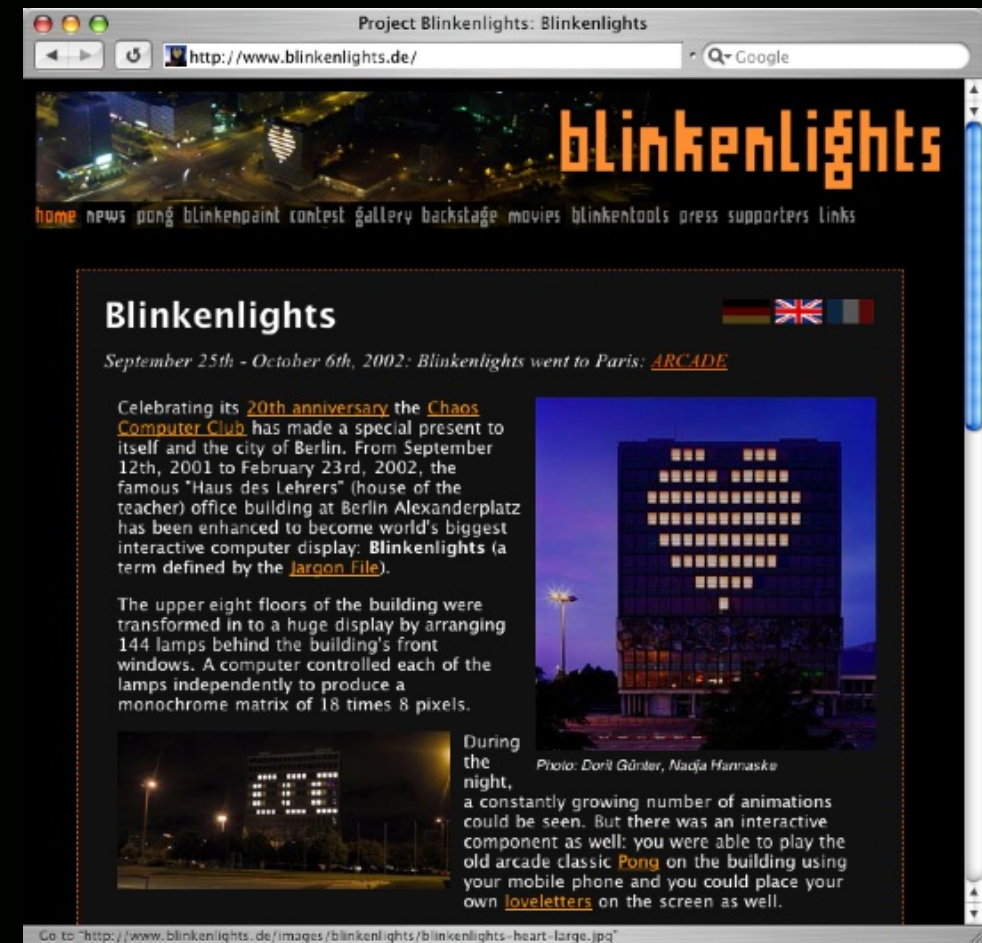 Project Blinkenlights: Blinkenlights
http://www.blinkenlights.de/
Google
blinkenlights
home news pong blinkenpaint contest gallery backstage movies blinkentools press supporters links
Blinkenlights
September 25th - October 6th, 2002: Blinkenlights went to Paris: ARCADE
Celebrating its 20th anniversary the Chaos
Computer Club has made a special present to
itself and the city of Berlin. From September
12th, 2001 to February 23rd, 2002, the
famous "Haus des Lehrers" (house of the
teacher) office building at Berlin Alexanderplatz
has been enhanced to become world's biggest
interactive computer display: Blinkenlights (a
term defined by the Jargon File).
The upper eight floors of the building were
transformed in to a huge display by arranging
144 lamps behind the building's front
windows. A computer controlled each of the
lamps independently to produce a
monochrome matrix of 18 times 8 pixels.
Photo: Dorit Günter, Nadja Hannaske
CCC
During
the
night,
a constantly growing number of animations
could be seen. But there was an interactive
component as well: you were able to play the
old arcade classic Pong on the building using
your mobile phone and you could place your
own loveletters on the screen as well.
Go to "http://www.blinkenlights.de/images/blinkenlights/blinkenlights-heart-large.jpg"